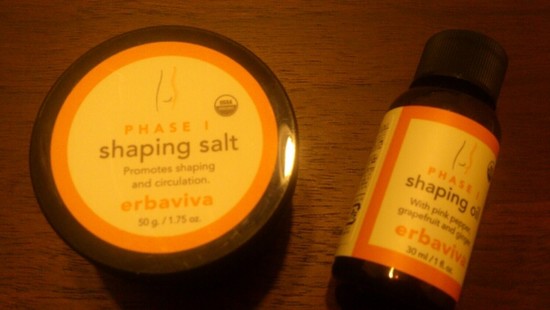 USDA
PHASE I
shaping salt
Promotes shaping
and circulation.
erbaviva
50 g. / 1.75 oz.
PHASE I
shaping oil
With pink pepper,
grapefruit and ginger
erbaviva
30 ml / 1 fl. oz.